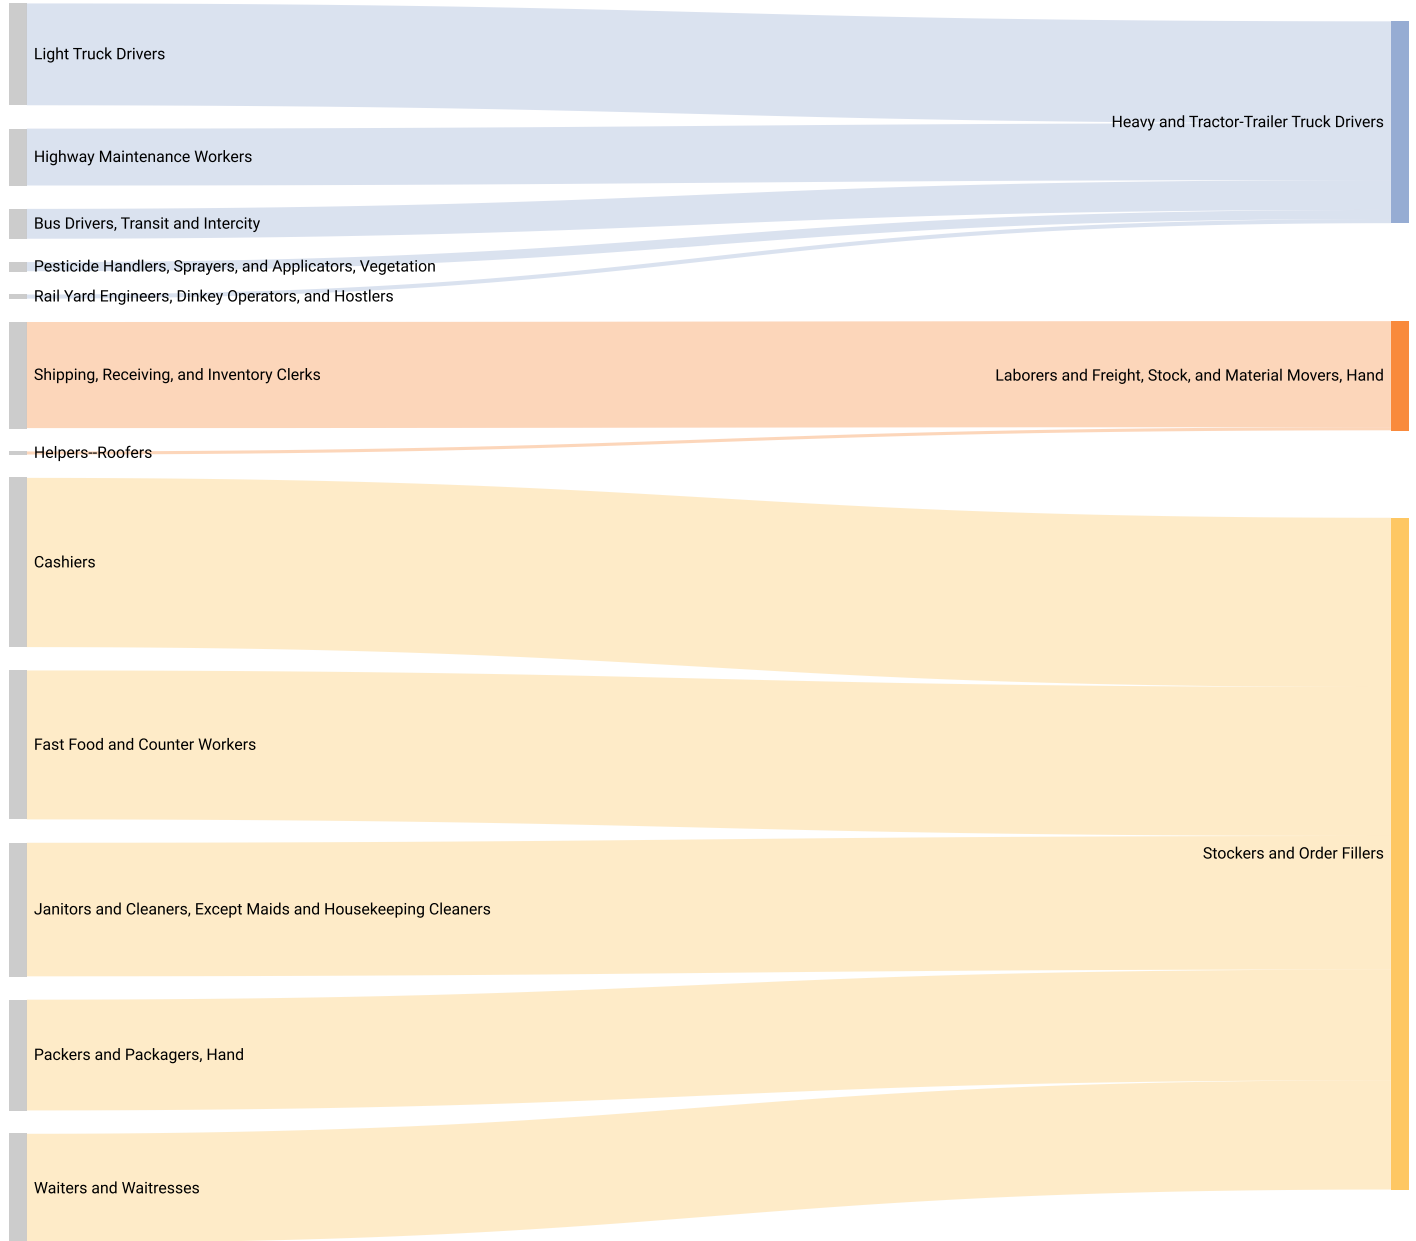 Light Truck Drivers
Heavy and Tractor-Trailer Truck Drivers
Highway Maintenance Workers
Bus Drivers, Transit and Intercity
Pesticide Handlers, Sprayers, and Applicators, Vegetation
Rail Yard Engineers, Dinkey Operators, and Hostlers
Shipping, Receiving, and Inventory Clerks
Laborers and Freight, Stock, and Material Movers, Hand
Helpers--Roofers
Cashiers
Fast Food and Counter Workers
Stockers and Order Fillers
Janitors and Cleaners, Except Maids and Housekeeping Cleaners
Packers and Packagers, Hand
Waiters and Waitresses